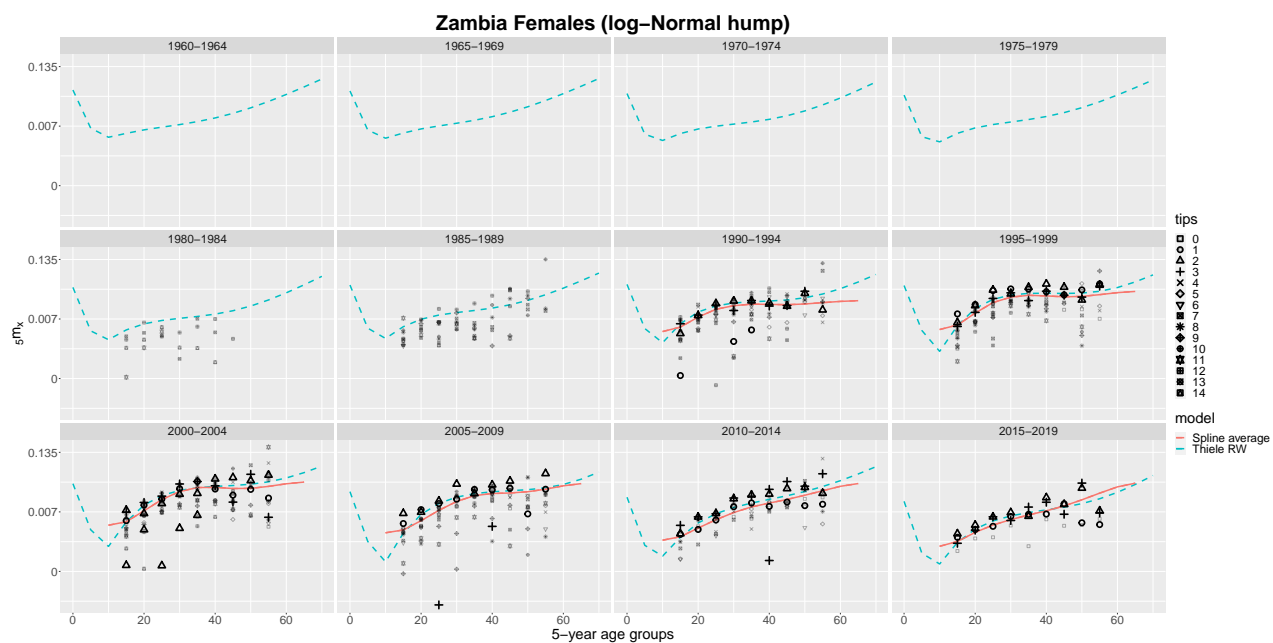 Zambia Females (log−Normal hump)
1960−1964 1965−1969 1970−1974 1975−1979
0.135
0.007
0
1980−1984 1985−1989 1990−1994 1995−1999
0.135
0.007
0
2000−2004 2005−2009 2010−2014 2015−2019
0.135
0.007
0
0 20 40 60 0 20 40 60 0 20 40 60 0 20 40 60
5−year age groups
5mx
tips
0
1
2
3
4
5
6
7
8
9
10
11
12
13
14
model
Spline average
Thiele RW